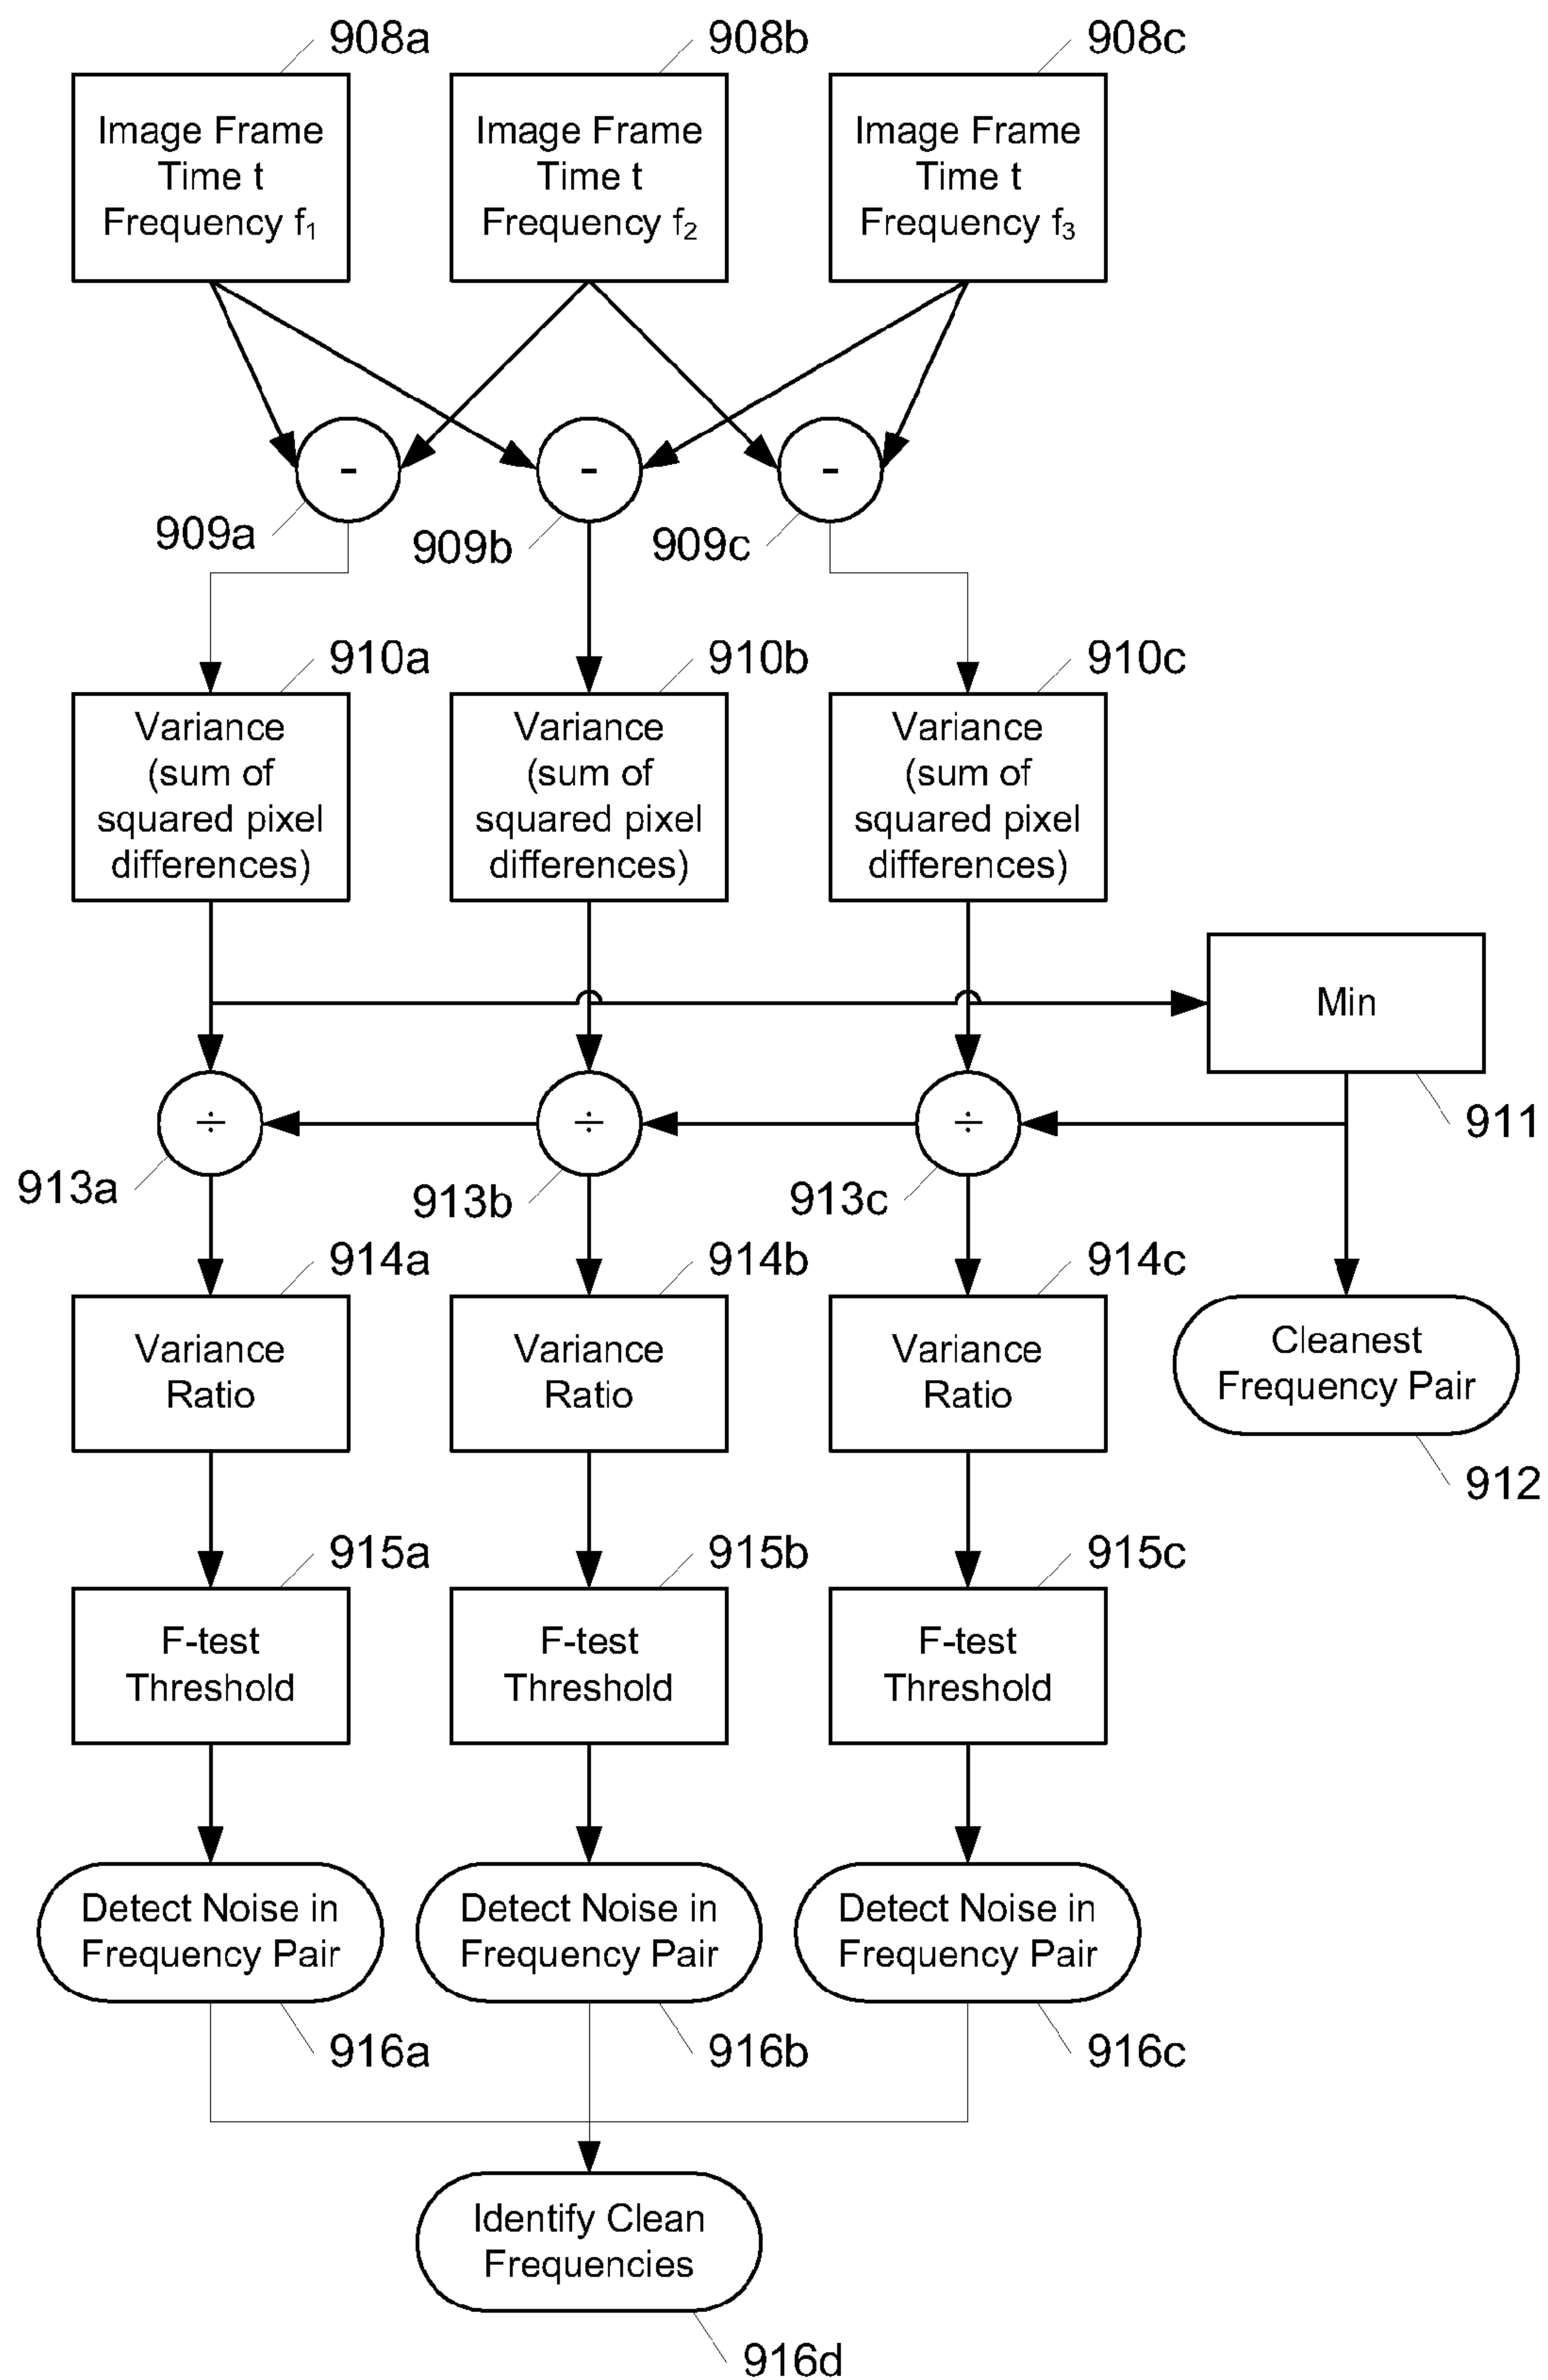 908a
908b
908c
Image Frame
Time t
Frequency f₁
Image Frame
Time t
Frequency f₂
Image Frame
Time t
Frequency f₃
-
-
-
909a
909b
909c
910a
910b
910c
Variance
(sum of
squared pixel
differences)
Variance
(sum of
squared pixel
differences)
Variance
(sum of
squared pixel
differences)
Min
911
÷
÷
÷
913a
913b
913c
914a
914b
914c
Variance
Ratio
Variance
Ratio
Variance
Ratio
Cleanest
Frequency Pair
912
915a
915b
915c
F-test
Threshold
F-test
Threshold
F-test
Threshold
Detect Noise in
Frequency Pair
Detect Noise in
Frequency Pair
Detect Noise in
Frequency Pair
916a
916b
916c
Identify Clean
Frequencies
916d